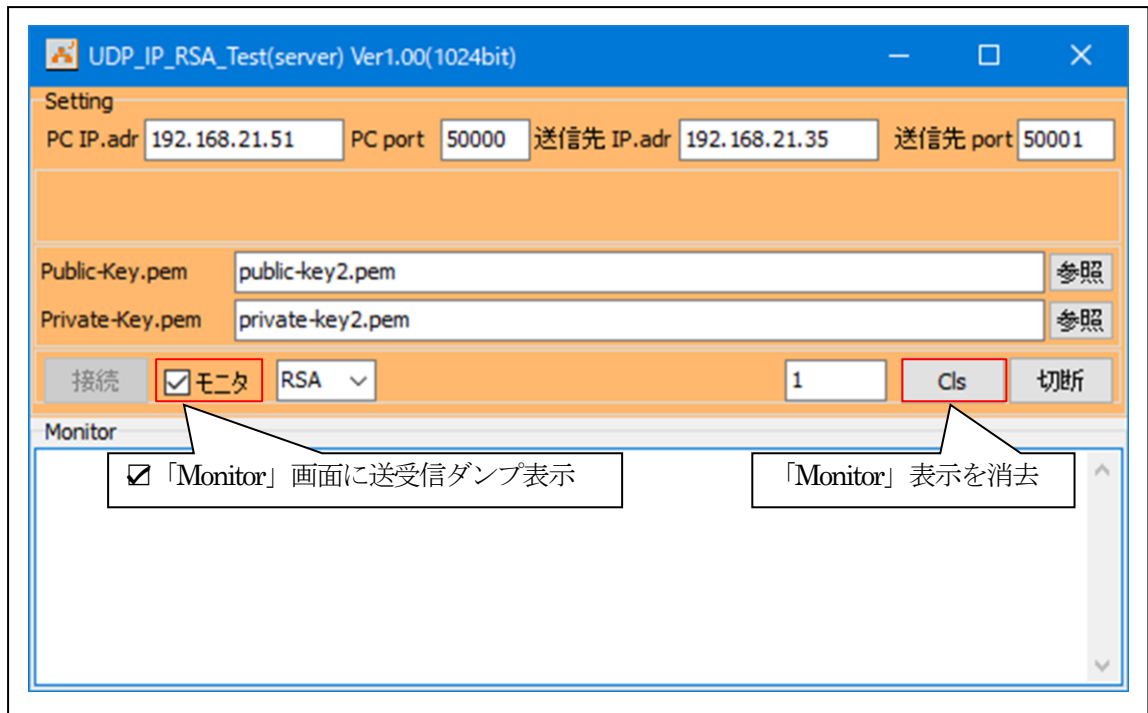 UDP_IP_RSA_Test(server) Ver1.00(1024bit)
Setting
PC IP.adr 192.168.21.51 PC port 50000 送信先 IP.adr 192.168.21.35 送信先 port 50001
Public-Key.pem public-key2.pem 参照
Private-Key.pem private-key2.pem 参照
接続 ☑モニタ RSA 1 Cls 切断
Monitor
☑「Monitor」画面に送受信ダンプ表示 「Monitor」表示を消去